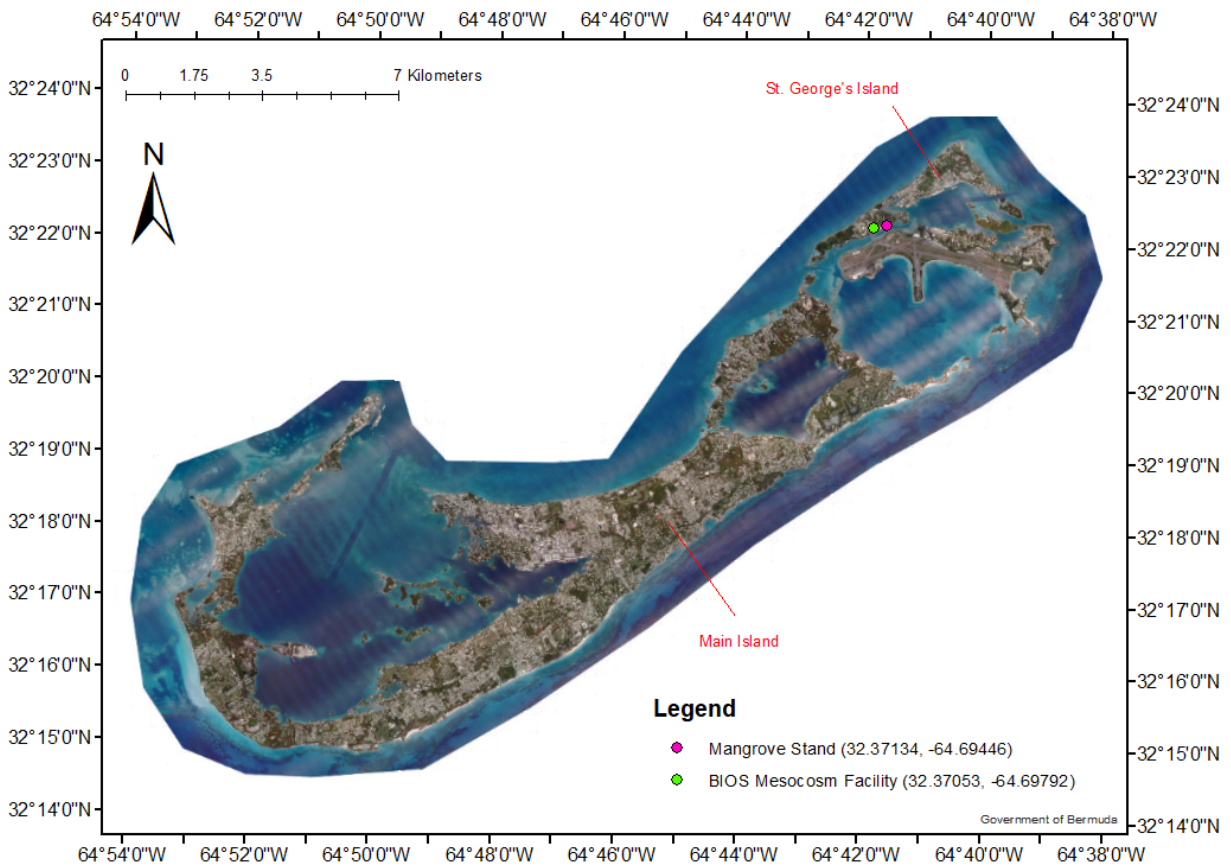 64°54'0"W 64°52'0"W 64°50'0"W 64°48'0"W 64°46'0"W 64°44'0"W 64°42'0"W 64°40'0"W 64°38'0"W
0 1.75 3.5 7 Kilometers
32°24'0"N
St. George's Island
32°24'0"N
N
32°23'0"N
32°23'0"N
32°22'0"N
32°22'0"N
32°21'0"N
32°21'0"N
32°20'0"N
32°20'0"N
32°19'0"N
32°19'0"N
32°18'0"N
32°18'0"N
32°17'0"N
32°17'0"N
Main Island
32°16'0"N
32°16'0"N
Legend
32°15'0"N
Mangrove Stand (32.37134, -64.69446)
32°15'0"N
BIOS Mesocosm Facility (32.37053, -64.69792)
32°14'0"N
Government of Bermuda
32°14'0"N
64°54'0"W 64°52'0"W 64°50'0"W 64°48'0"W 64°46'0"W 64°44'0"W 64°42'0"W 64°40'0"W 64°38'0"W